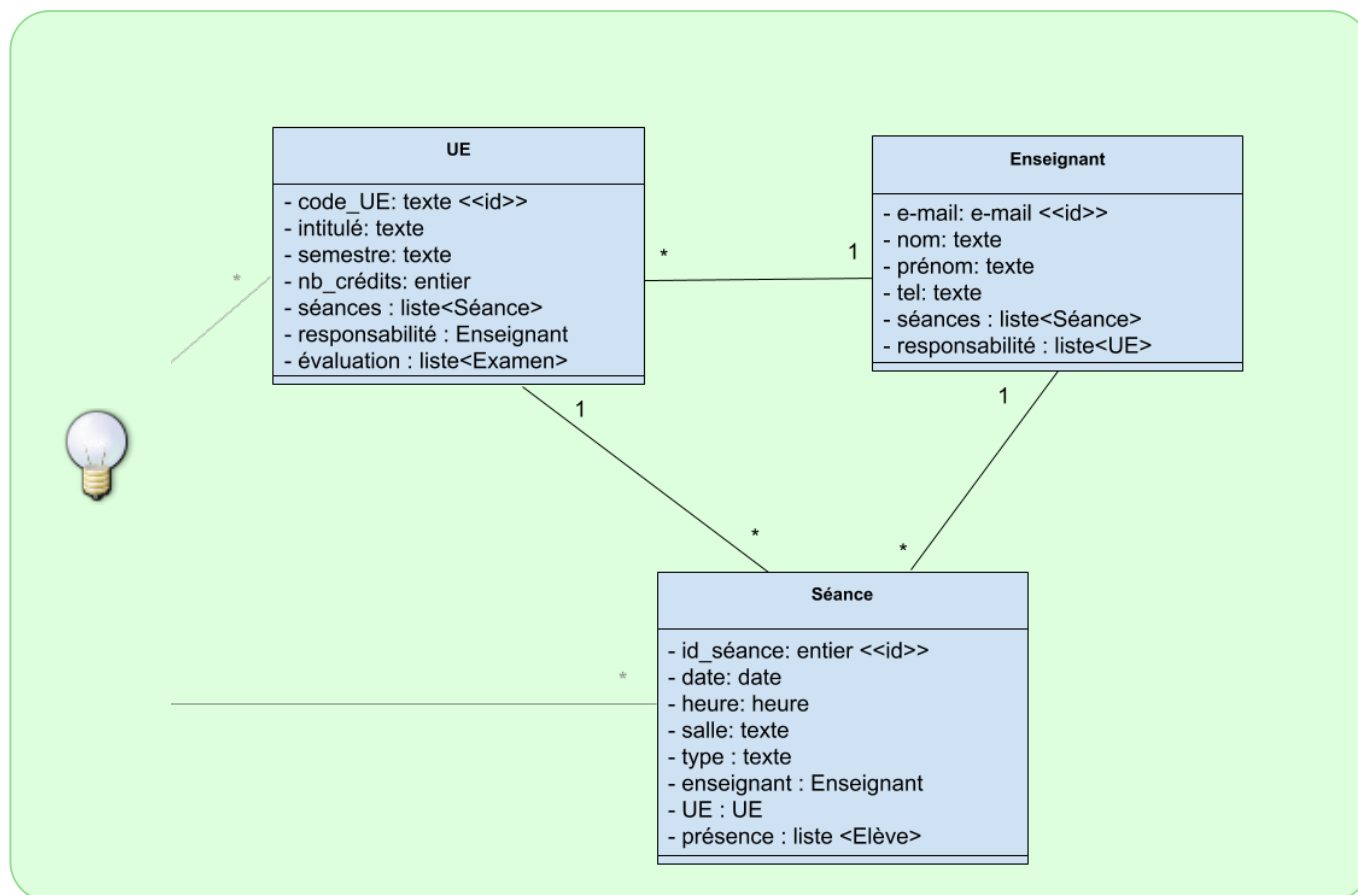 UE
- code_UE: texte <<id>>
- intitulé: texte
- semestre: texte
- nb_crédits: entier
- séances : liste<Séance>
- responsabilité : Enseignant
- évaluation : liste<Examen>
Enseignant
- e-mail: e-mail <<id>>
- nom: texte
- prénom: texte
- tel: texte
- séances : liste<Séance>
- responsabilité : liste<UE>
*
*
1
1
1
*
*
*
Séance
- id_séance: entier <<id>>
- date: date
- heure: heure
- salle: texte
- type : texte
- enseignant : Enseignant
- UE : UE
- présence : liste <Elève>